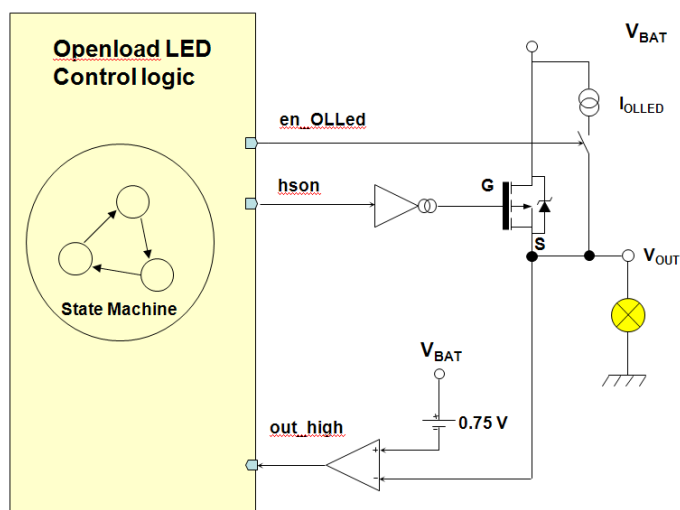 Openload LED
Control logic
V_BAT
I_OLLED
en_OLLed
hson
G
S
V_OUT
State Machine
V_BAT
+
-
0.75 V
out_high
+
-